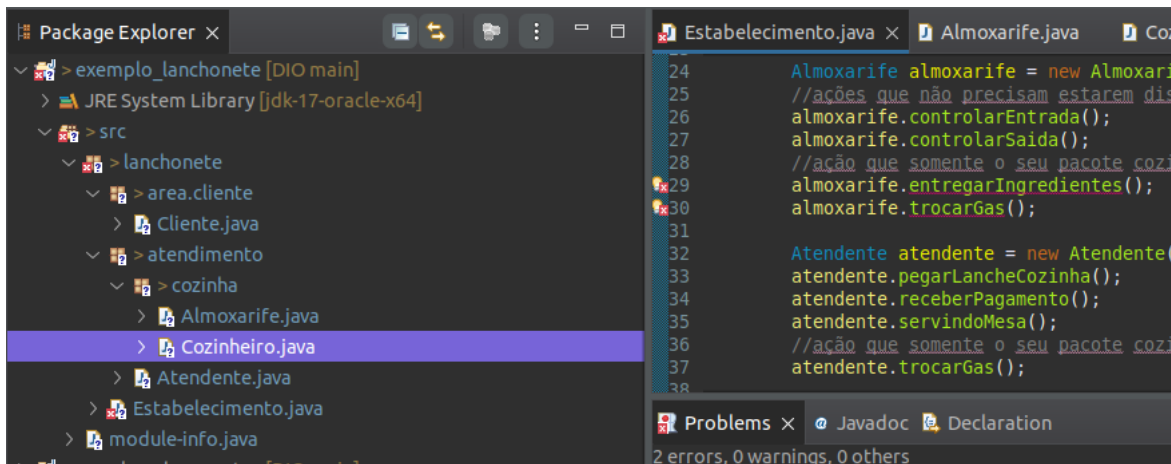 Package Explorer ×
> exemplo_lanchonete [DIO main]
JRE System Library [jdk-17-oracle-x64]
> src
> lanchonete
> area.cliente
> Cliente.java
> atendimento
> cozinha
> Almoxarife.java
> Cozinheiro.java
> Atendente.java
> Estabelecimento.java
> module-info.java
Estabelecimento.java × Almoxarife.java Coz
24 Almoxarife almoxarife = new Almoxari
25 //ações que não precisam estarem dis
26 almoxarife.controlarEntrada();
27 almoxarife.controlarSaida();
28 //ação que somente o seu pacote cozi
29 almoxarife.entregarIngredientes();
30 almoxarife.trocarGas();
31
32 Atendente atendente = new Atendente(
33 atendente.pegarLancheCozinha();
34 atendente.receberPagamento();
35 atendente.servindoMesa();
36 //ação que somente o seu pacote cozi
37 atendente.trocarGas();
38
Problems × @ Javadoc Declaration
2 errors, 0 warnings, 0 others